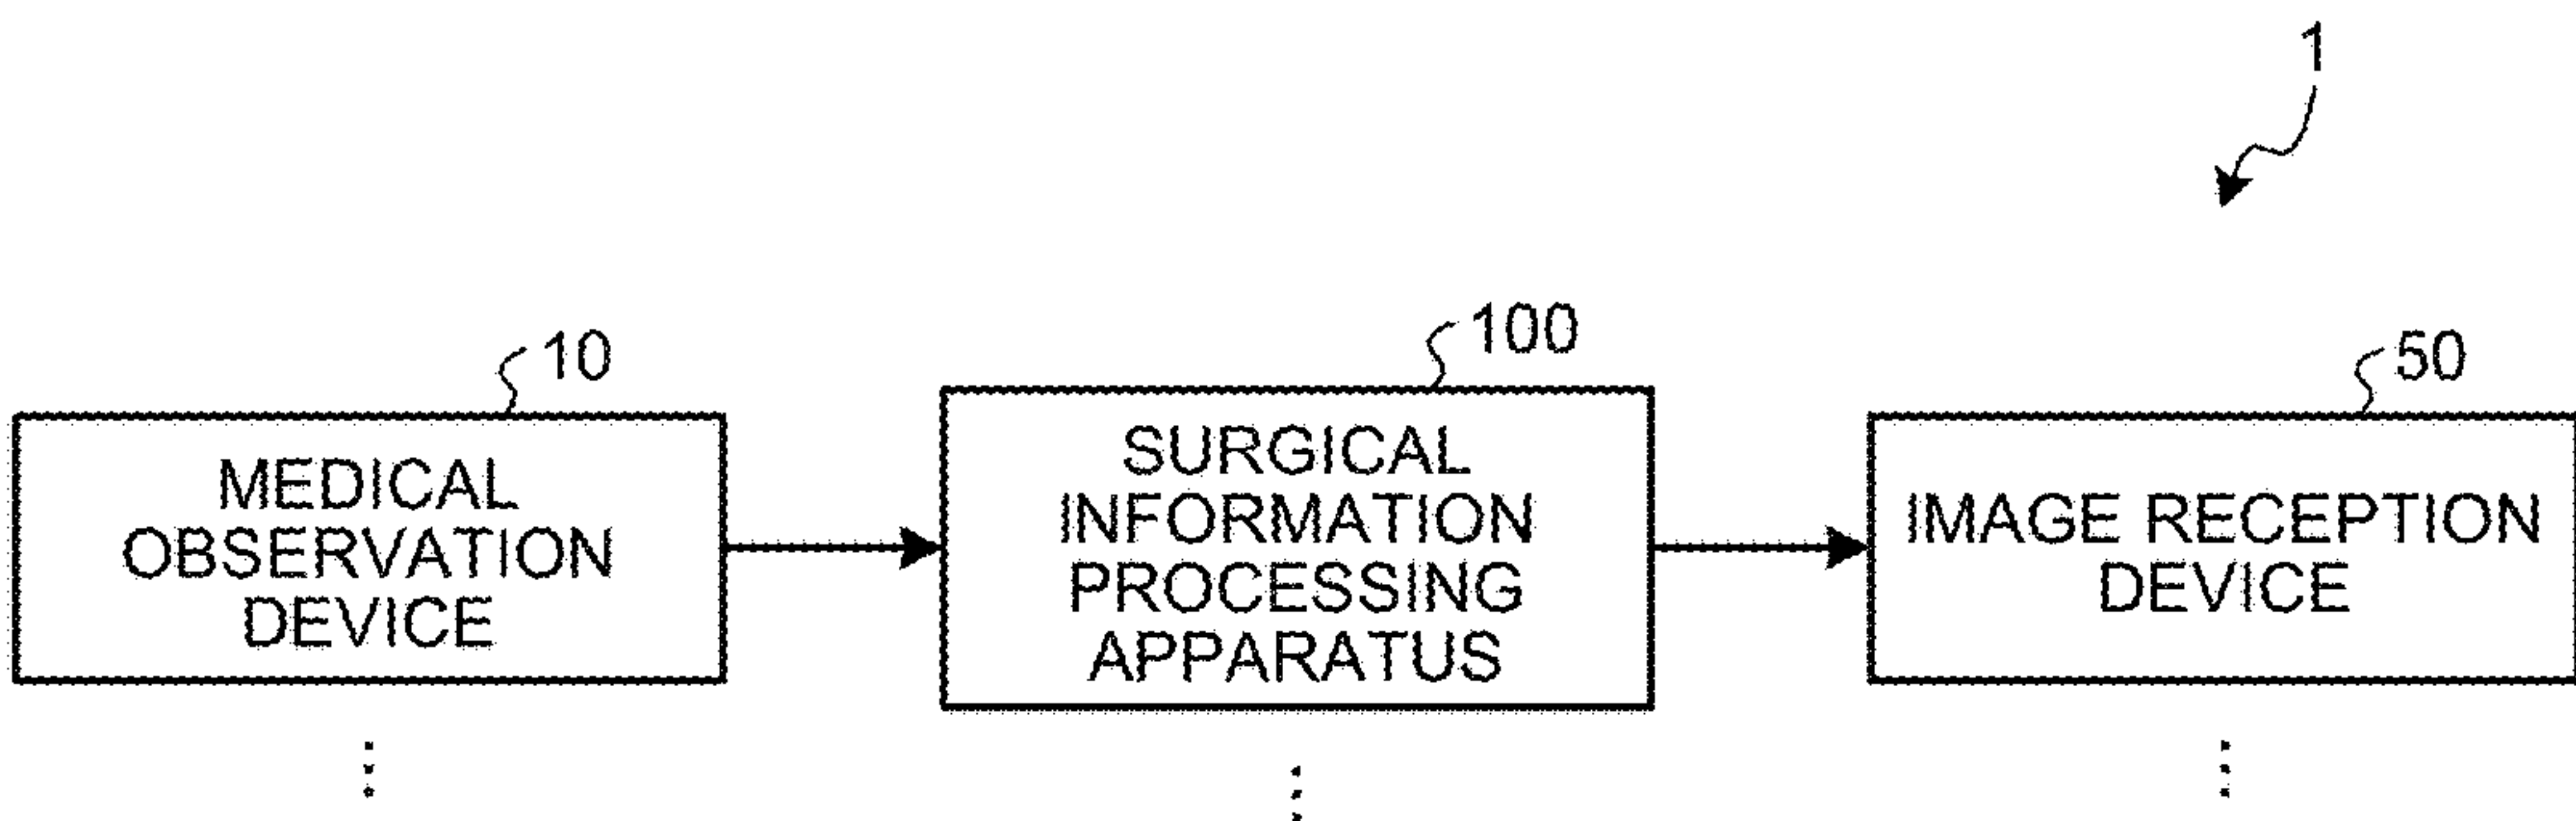 1
10
100
50
MEDICAL
OBSERVATION
DEVICE
SURGICAL
INFORMATION
PROCESSING
APPARATUS
IMAGE RECEPTION
DEVICE